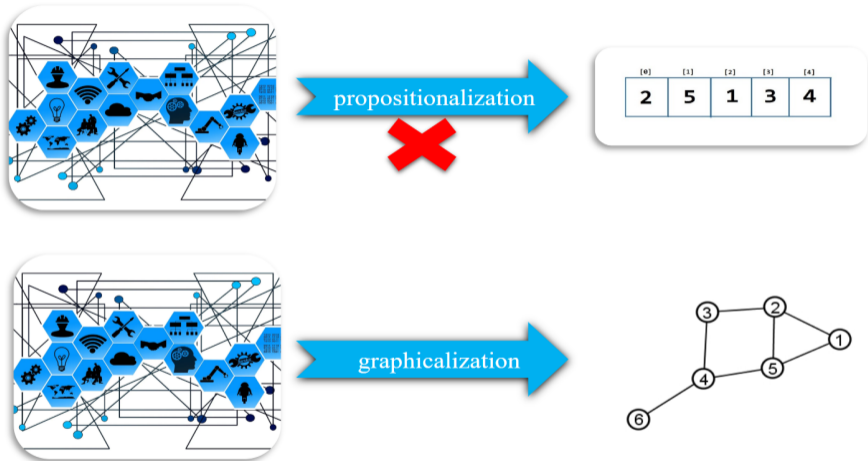 [0] [1] [2] [3] [4]
propositionalization
2 5 1 3 4
graphicalization
3 2
1
4 5
6